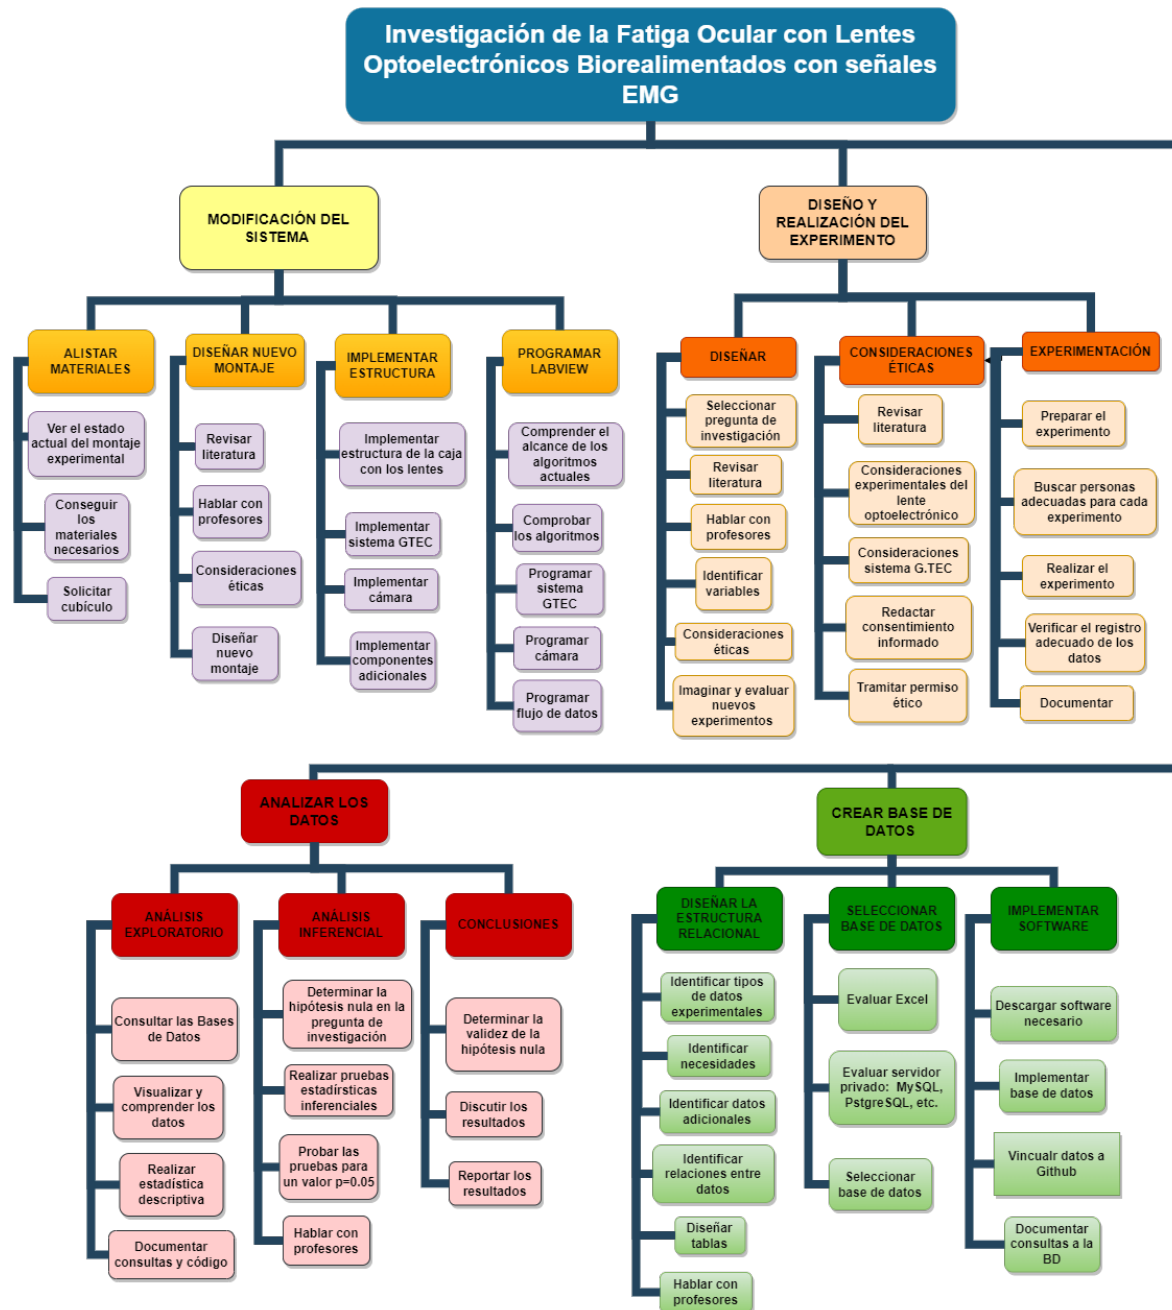 Investigación de la Fatiga Ocular con Lentes
Optoelectrónicos Biorealimentados con señales
EMG
MODIFICACIÓN DEL
SISTEMA
DISEÑO Y
REALIZACIÓN DEL
EXPERIMENTO
ALISTAR
MATERIALES
Ver el estado
actual del montaje
experimental
Conseguir
los
materiales
necesarios
Solicitar
cubículo
DISEÑAR NUEVO
MONTAJE
Revisar
literatura
Hablar con
profesores
Consideraciones
éticas
Diseñar
nuevo
montaje
IMPLEMENTAR
ESTRUCTURA
Implementar
estructura de la caja
con los lentes
Implementar
sistema GTEC
Implementar
cámara
Implementar
componentes
adicionales
PROGRAMAR
LABVIEW
Comprender el
alcance de los
algoritmos
actuales
Comprobar
los algoritmos
Programar
sistema
GTEC
Programar
cámara
Programar
flujo de datos
DISEÑAR
Seleccionar
pregunta de
investigación
Revisar
literatura
Hablar con
profesores
Identificar
variables
Consideraciones
éticas
Imaginar y evaluar
nuevos
experimentos
CONSIDERACIONES
ÉTICAS
Revisar
literatura
Consideraciones
experimentales del
lente
optoelectrónico
Consideraciones
sistema G.TEC
Redactar
consentimiento
informado
Tramitar permiso
ético
EXPERIMENTACIÓN
Preparar el
experimento
Buscar personas
adecuadas para cada
experimento
Realizar el
experimento
Verificar el registro
adecuado de los
datos
Documentar
ANALIZAR LOS
DATOS
CREAR BASE DE
DATOS
ANÁLISIS
EXPLORATORIO
Consultar las Bases
de Datos
Visualizar y
comprender los
datos
Realizar
estadística
descriptiva
Documentar
consultas y código
ANÁLISIS
INFERENCIAL
Determinar la
hipótesis nula en la
pregunta de
investigación
Realizar pruebas
estadírsticas
inferenciales
Probar las
pruebas para
un valor p=0.05
Hablar con
profesores
CONCLUSIONES
Determinar la
validez de la
hipótesis nula
Discutir los
resultados
Reportar los
resultados
DISEÑAR LA
ESTRUCTURA
RELACIONAL
Identificar tipos
de datos
experimentales
Identificar
necesidades
Identificar datos
adicionales
Identificar
relaciones entre
datos
Diseñar
tablas
Hablar con
profesores
SELECCIONAR
BASE DE DATOS
Evaluar Excel
Evaluar servidor
privado: MySQL,
PstgreSQL, etc.
Seleccionar
base de datos
IMPLEMENTAR
SOFTWARE
Descargar software
necesario
Implementar
base de datos
Vincualr datos a
Github
Documentar
consultas a la
BD